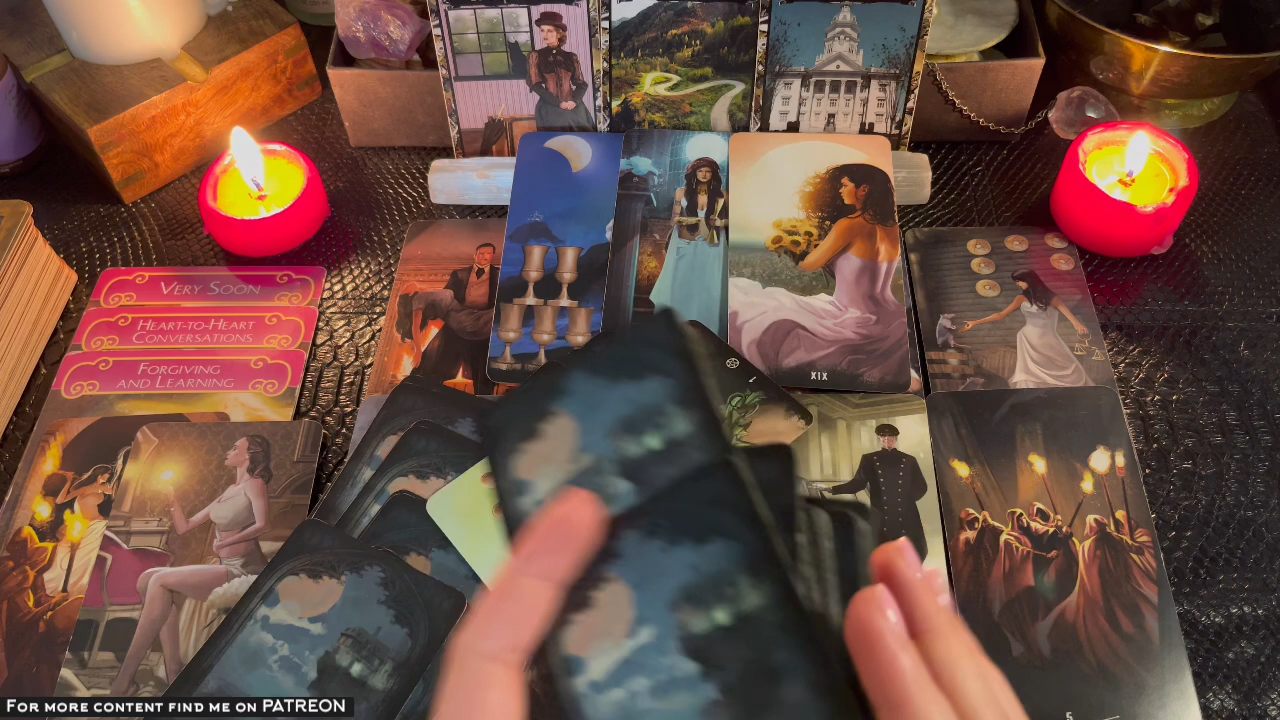 VERY SOON
HEART-TO-HEART
CONVERSATIONS
FORGIVING
AND LEARNING
XIX
5
FOR MORE CONTENT FIND ME ON PATREON